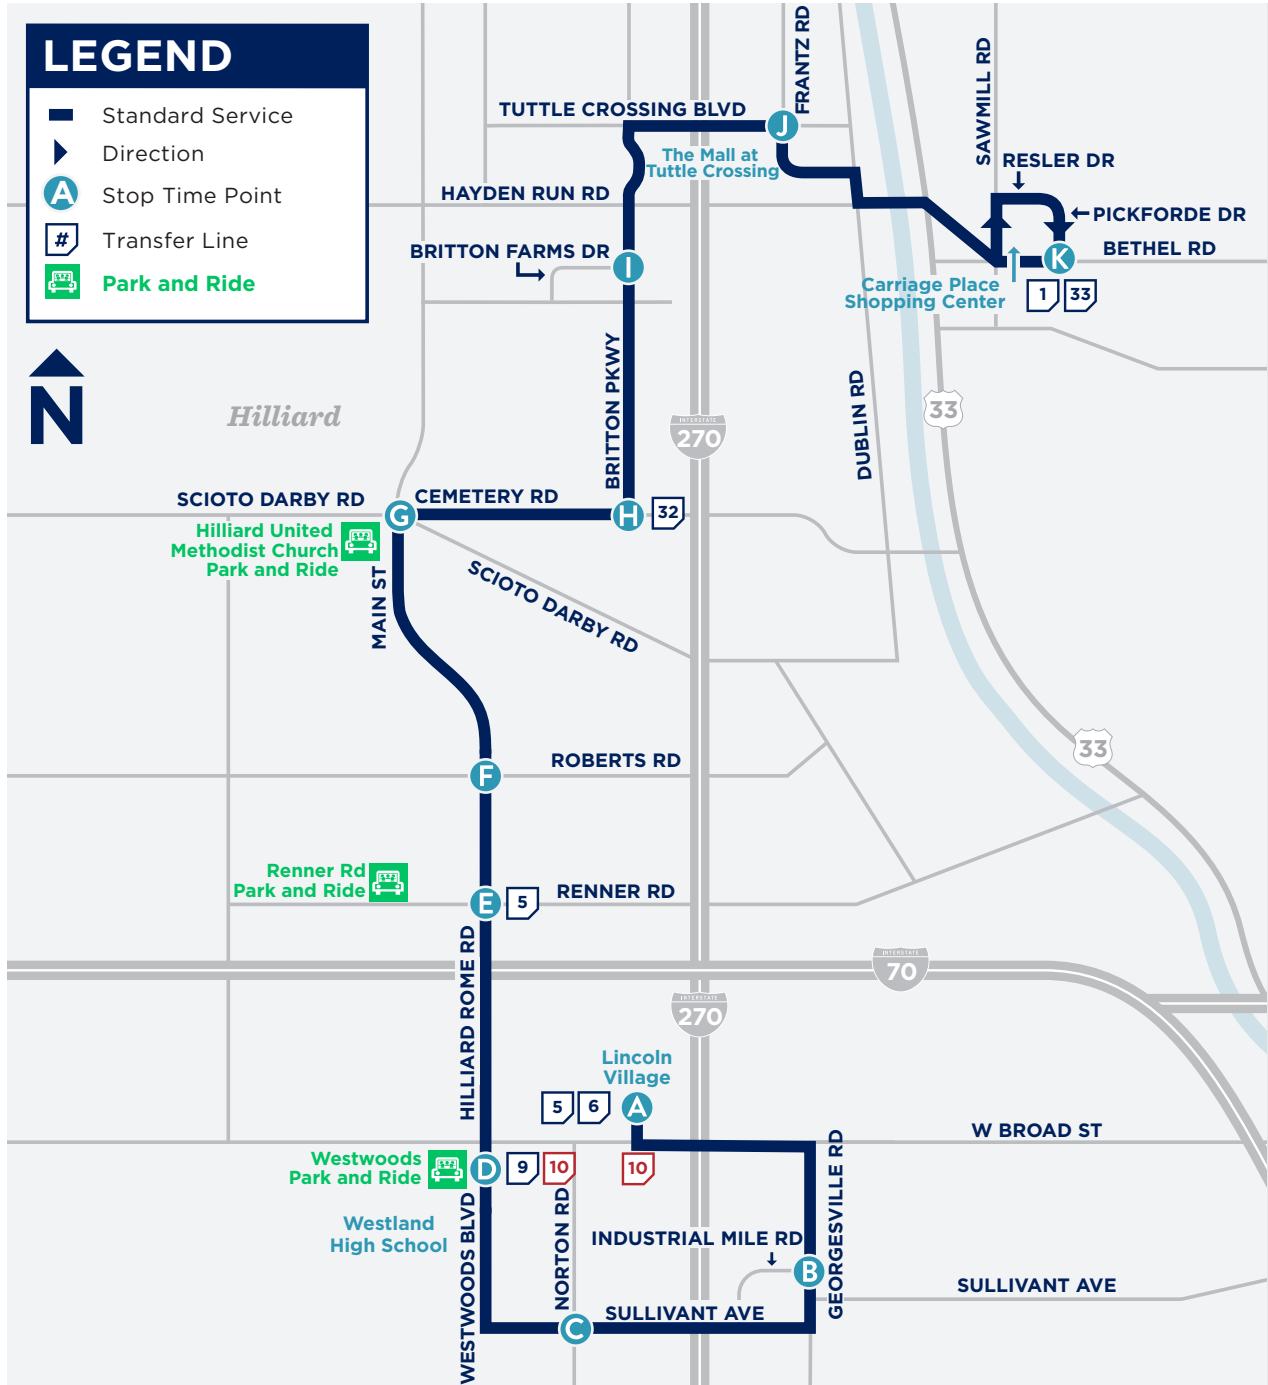 LEGEND
Standard Service
Direction
A
Stop Time Point
#
Transfer Line
Park and Ride
N
Hilliard
FRANTZ RD
TUTTLE CROSSING BLVD
J
The Mall at
Tuttle Crossing
SAWMILL RD
RESLER DR
PICKFORDE DR
HAYDEN RUN RD
BRITTON FARMS DR
I
BETHEL RD
K
Carriage Place
Shopping Center
1
33
BRITTON PKWY
INTERSTATE
270
DUBLIN RD
33
SCIOTO DARBY RD
CEMETERY RD
G
H
32
Hilliard United
Methodist Church
Park and Ride
MAIN ST
SCIOTO DARBY RD
33
F
ROBERTS RD
Renner Rd
Park and Ride
E
5
RENNER RD
HILLIARD ROME RD
INTERSTATE
70
INTERSTATE
270
Lincoln
Village
5
6
A
W BROAD ST
Westwoods
Park and Ride
D
9
10
10
Westland
High School
WESTWOODS BLVD
NORTON RD
GEORGESVILLE RD
INDUSTRIAL MILE RD
B
SULLIVANT AVE
SULLIVANT AVE
C